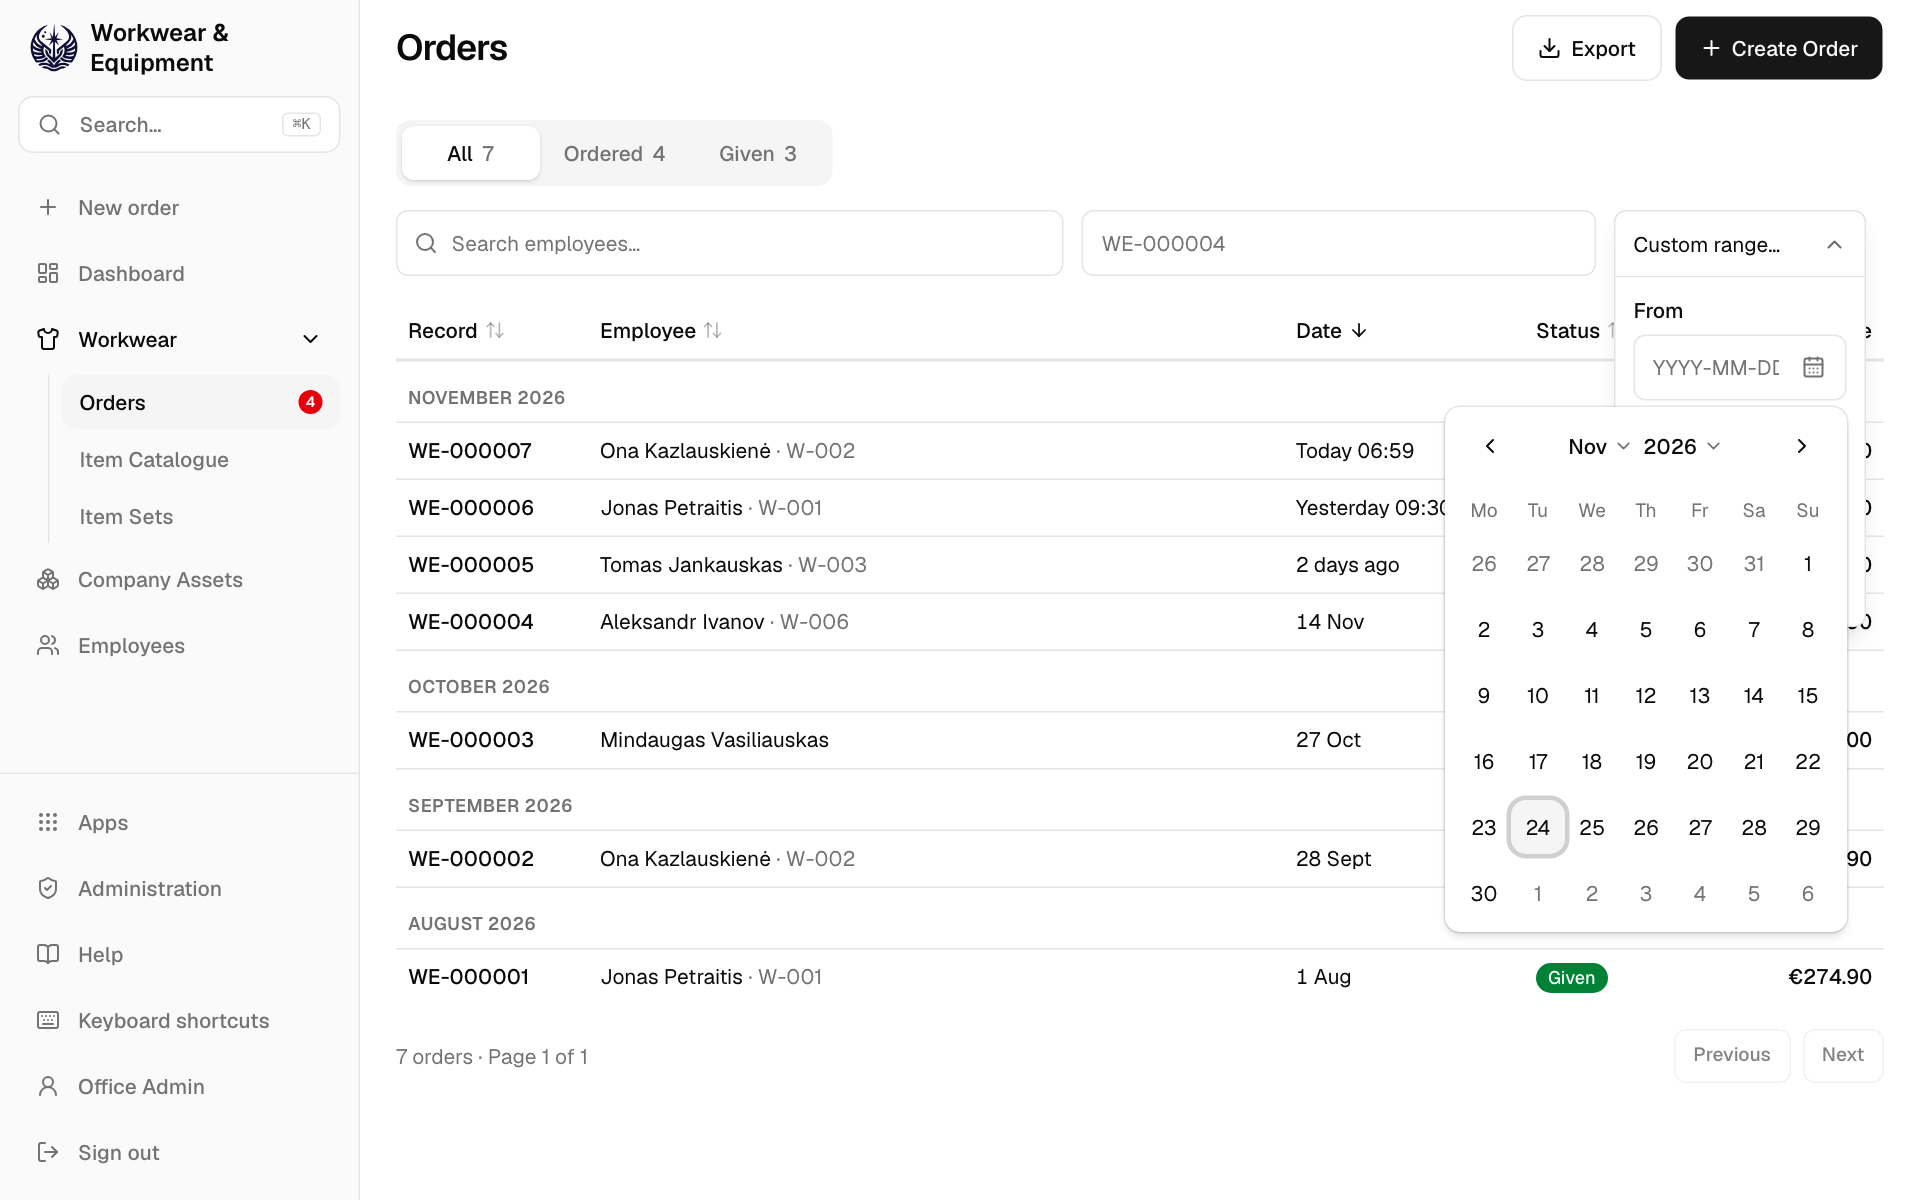 Workwear &
Equipment
Search...
⌘K
New order
Dashboard
Workwear
Orders
4
Item Catalogue
Item Sets
Company Assets
Employees
Apps
Administration
Help
Keyboard shortcuts
Office Admin
Sign out
Orders
Export
Create Order
All 7
Ordered 4
Given 3
Search employees...
WE-000004
Custom range...
From
YYYY-MM-DD
Record
Employee
Date
Status
NOVEMBER 2026
WE-000007 Ona Kazlauskienė · W-002 Today 06:59
WE-000006 Jonas Petraitis · W-001 Yesterday 09:30
WE-000005 Tomas Jankauskas · W-003 2 days ago
WE-000004 Aleksandr Ivanov · W-006 14 Nov
OCTOBER 2026
WE-000003 Mindaugas Vasiliauskas 27 Oct 00
SEPTEMBER 2026
WE-000002 Ona Kazlauskienė · W-002 28 Sept 90
AUGUST 2026
WE-000001 Jonas Petraitis · W-001 1 Aug Given €274.90
Nov 2026
Mo Tu We Th Fr Sa Su
26 27 28 29 30 31 1
2 3 4 5 6 7 8
9 10 11 12 13 14 15
16 17 18 19 20 21 22
23 24 25 26 27 28 29
30 1 2 3 4 5 6
7 orders · Page 1 of 1
Previous
Next